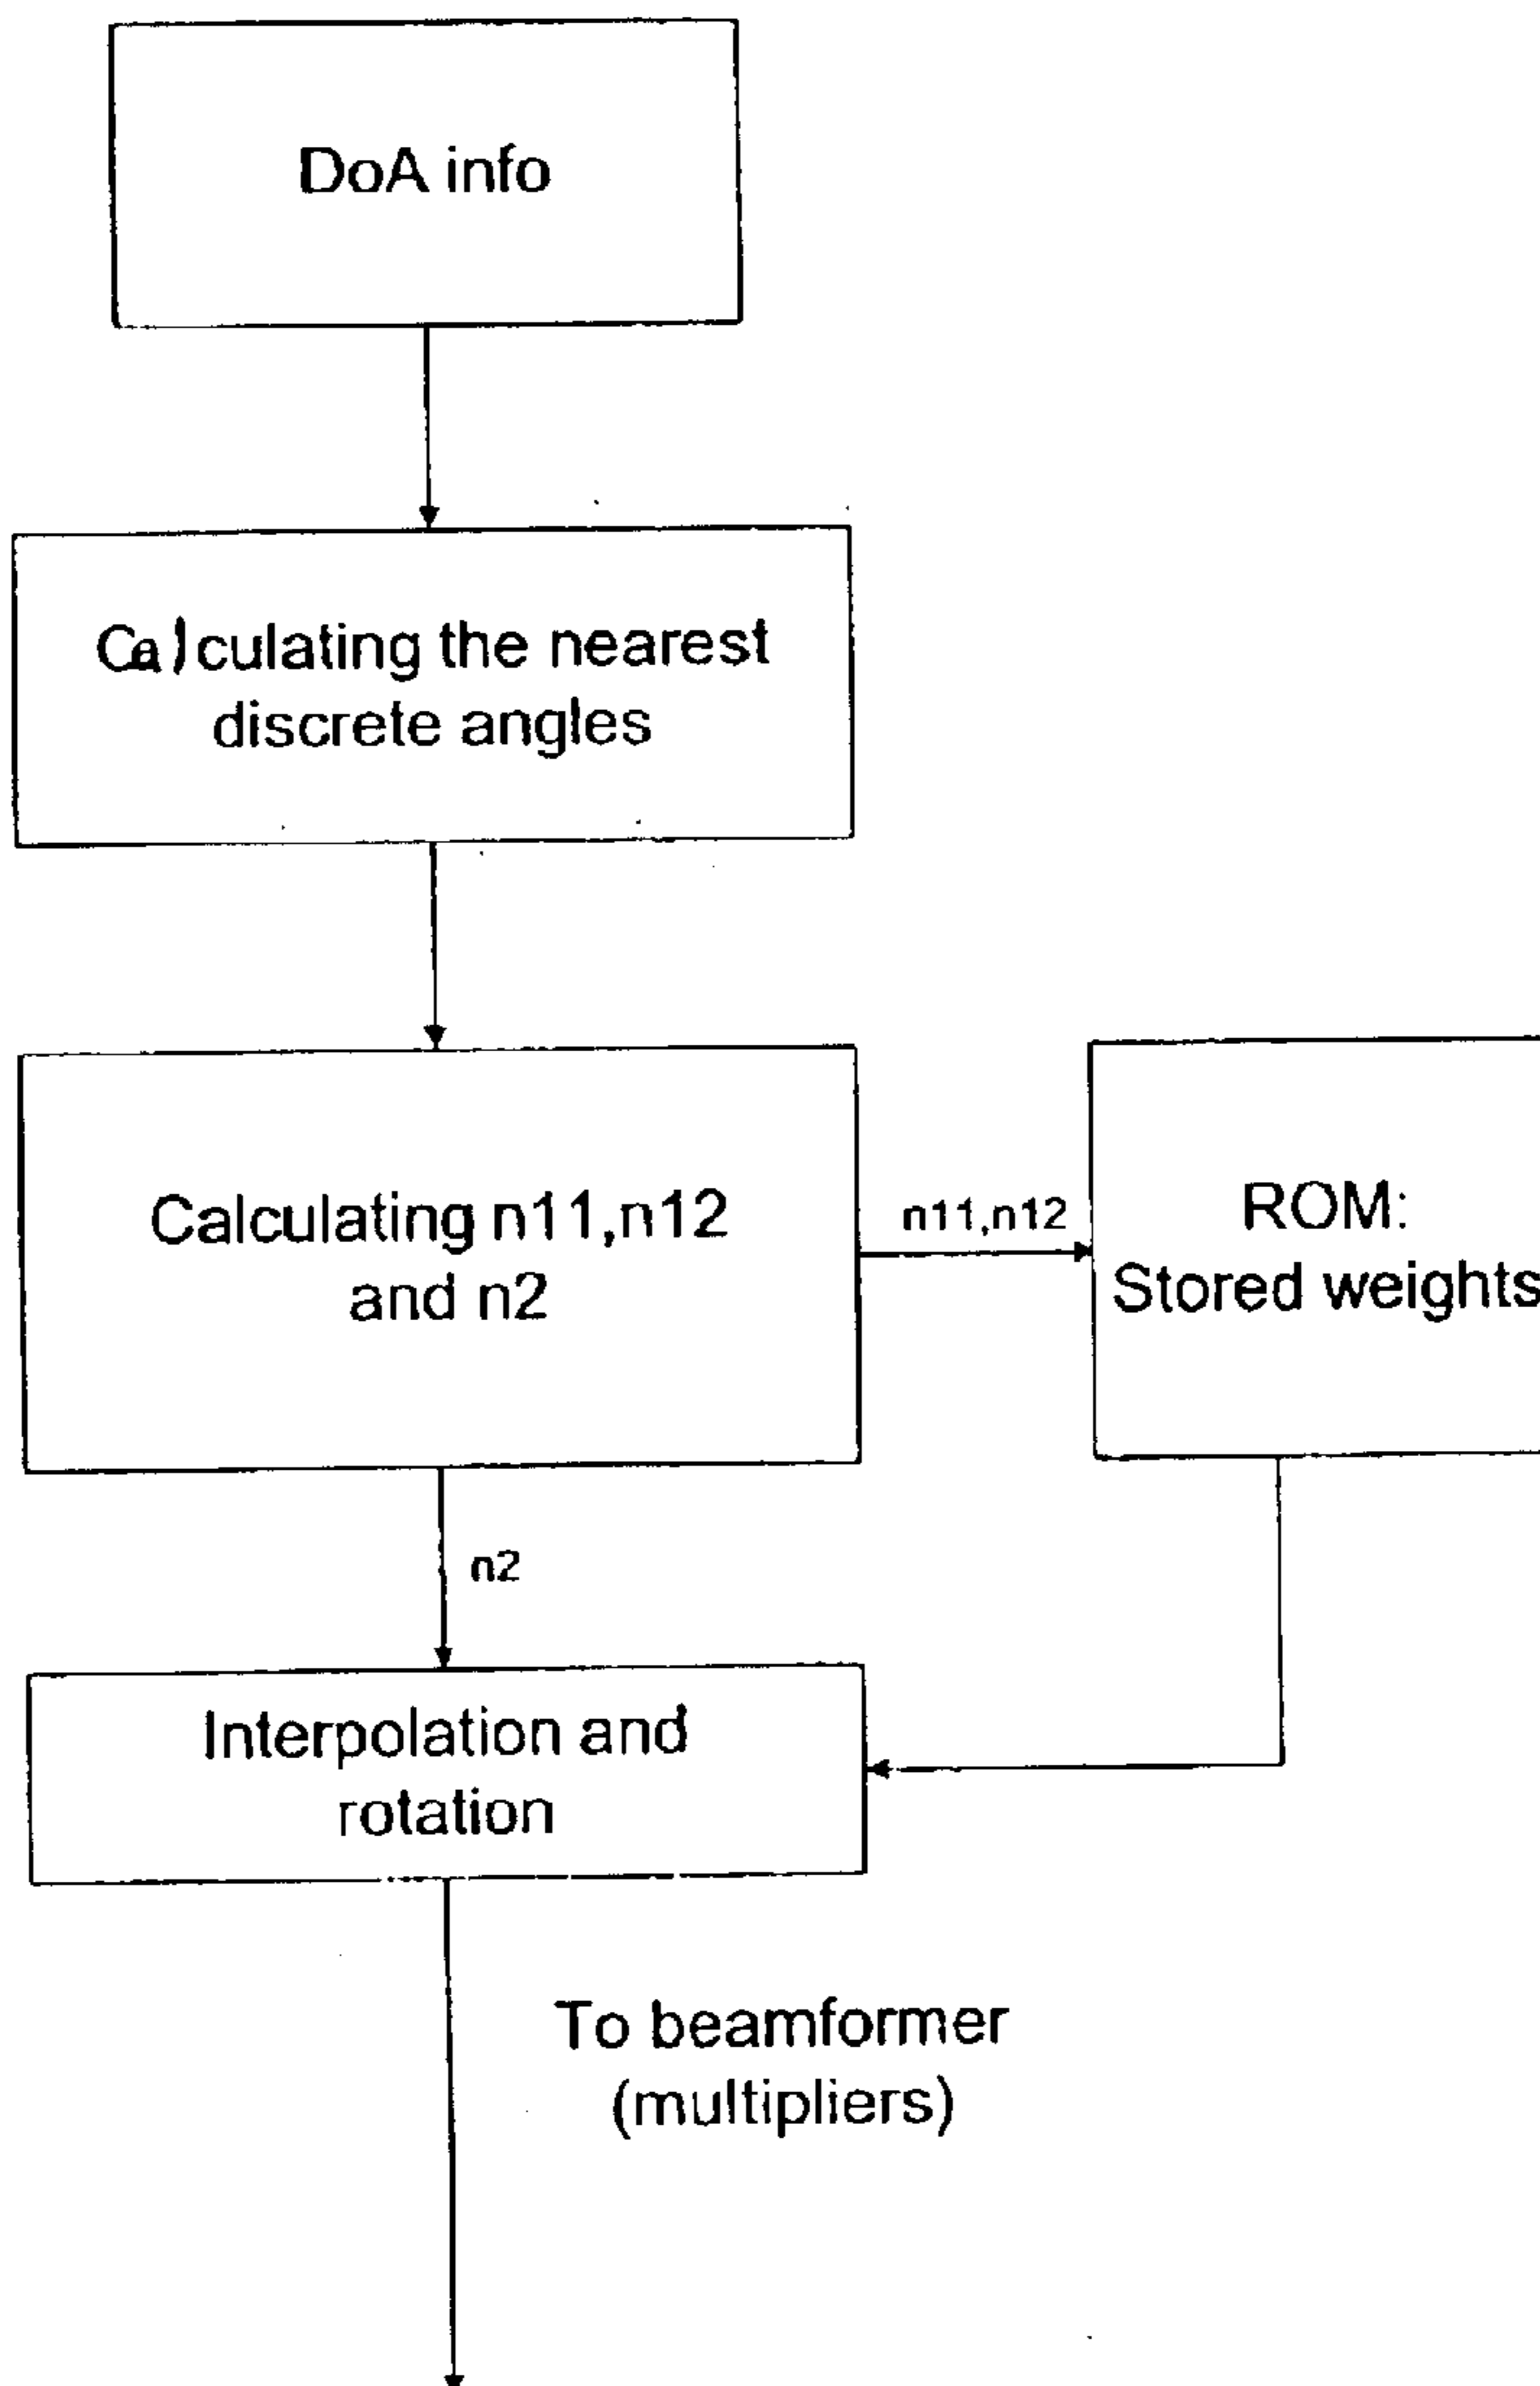 DoA info
Calculating the nearest
discrete angles
Calculating n11,n12
and n2
n11,n12
ROM:
Stored weights
n2
Interpolation and
rotation
To beamformer
(multipliers)